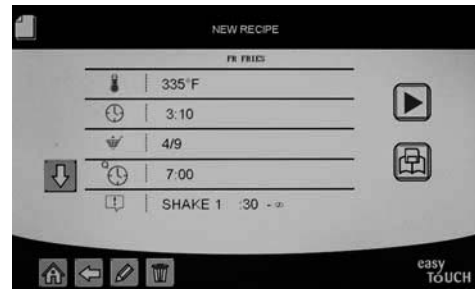 NEW RECIPE
FR FRIES
335°F
3:10
4/9
7:00
SHAKE 1 :30 - ∞
easy
TOUCH